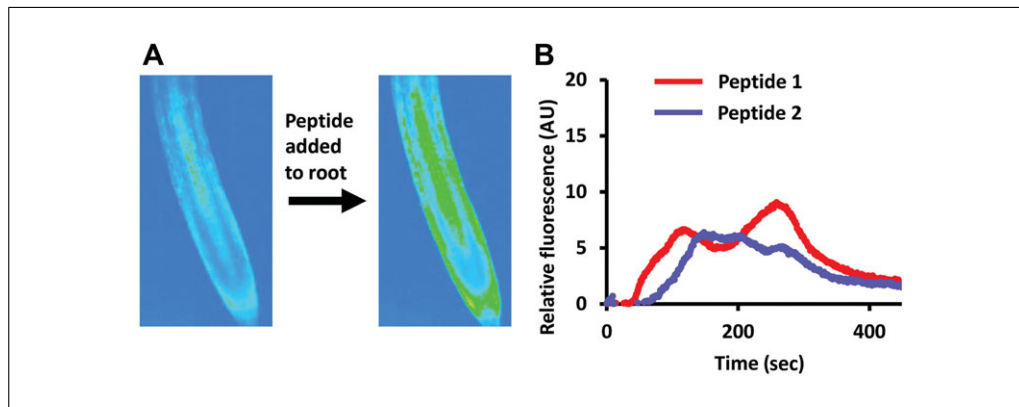 A
Peptide
added
to root
B
20
15
10
5
0
Relative fluorescence (AU)
Peptide 1
Peptide 2
0 200 400
Time (sec)